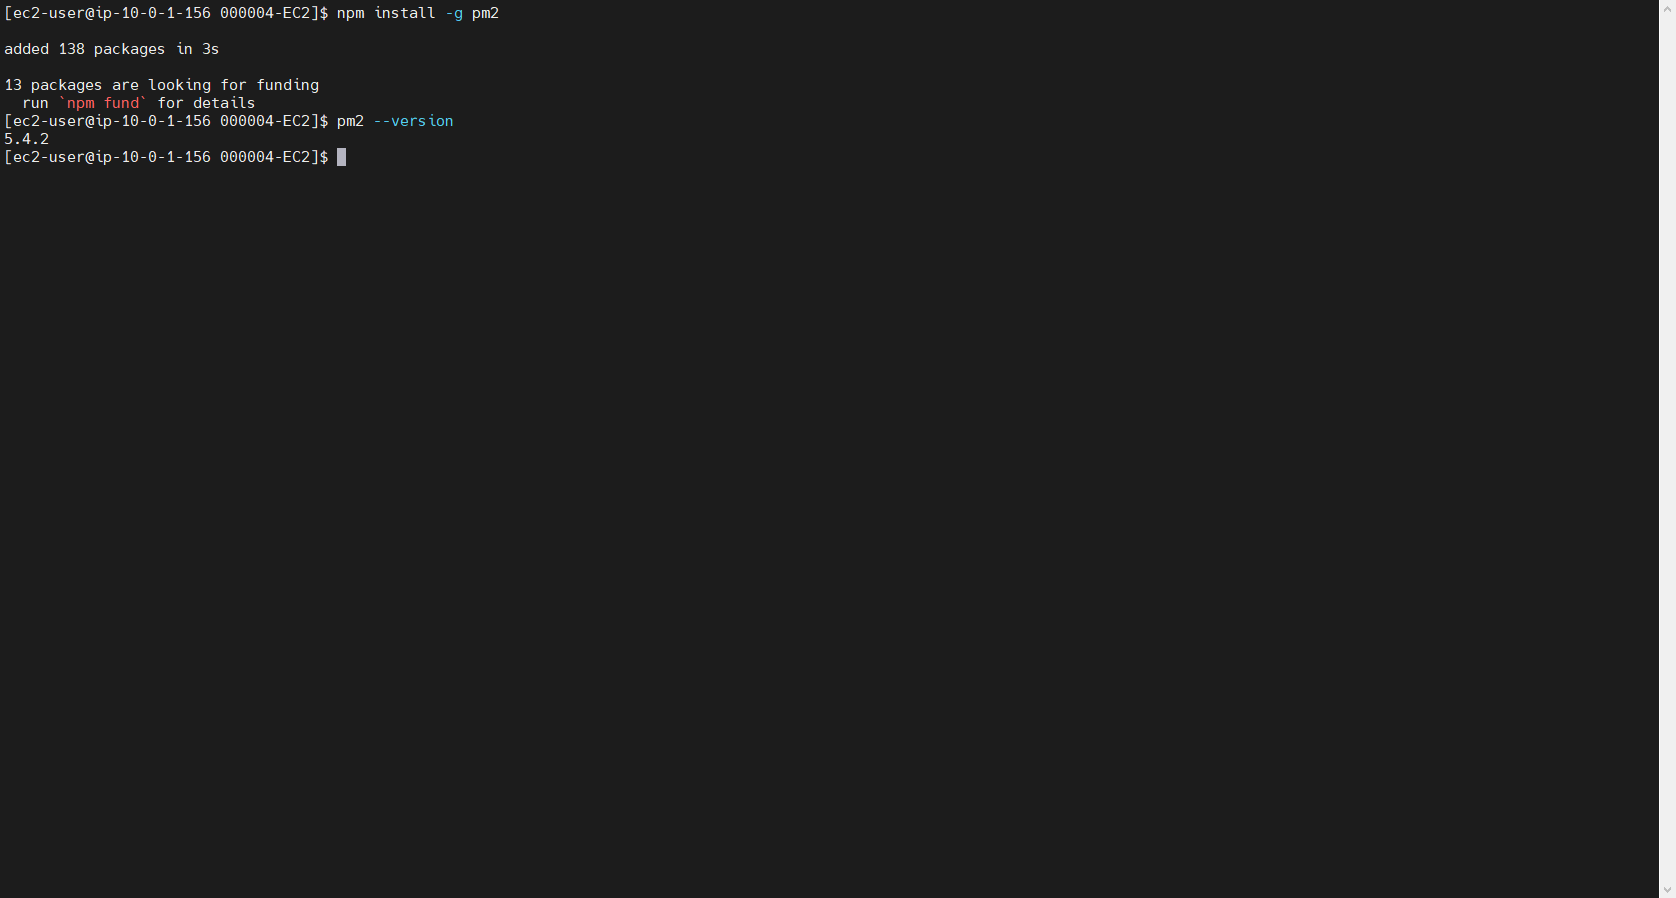 [ec2-user@ip-10-0-1-156 000004-EC2]$ npm install -g pm2
added 138 packages in 3s
13 packages are looking for funding
  run `npm fund` for details
[ec2-user@ip-10-0-1-156 000004-EC2]$ pm2 --version
5.4.2
[ec2-user@ip-10-0-1-156 000004-EC2]$